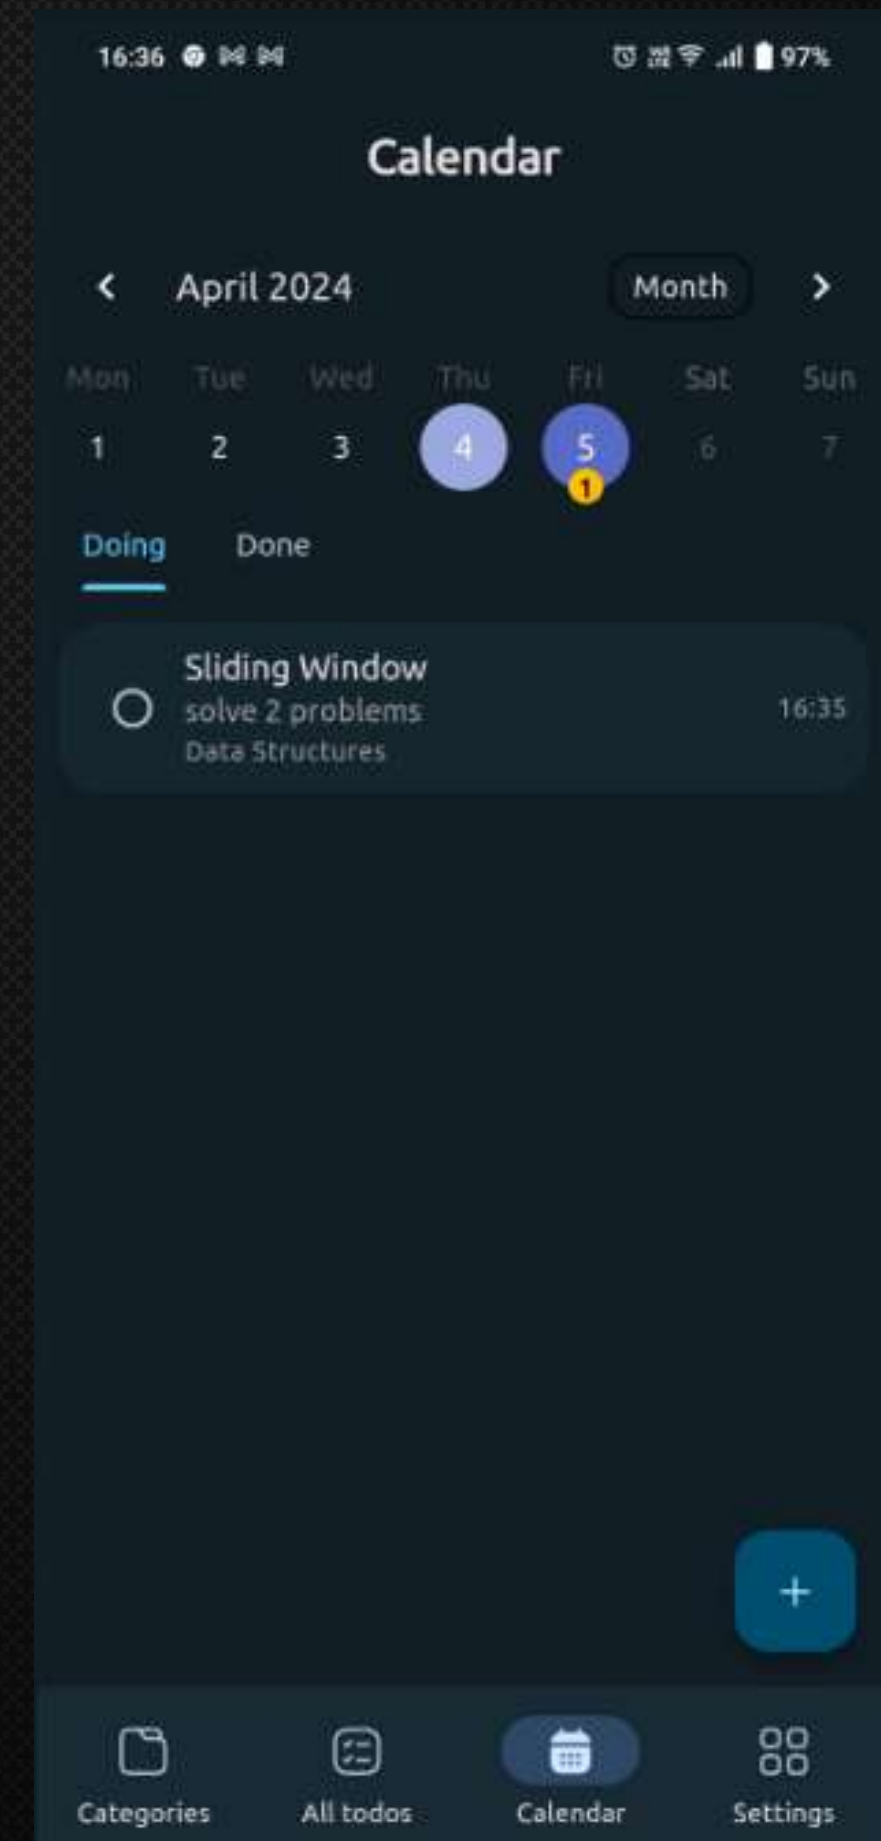 16:36 97%
Calendar
April 2024 Month
Mon Tue Wed Thu Fri Sat Sun
1 2 3 4 5 6 7
1
Doing Done
Sliding Window
solve 2 problems 16:35
Data Structures
+
Categories All todos Calendar Settings